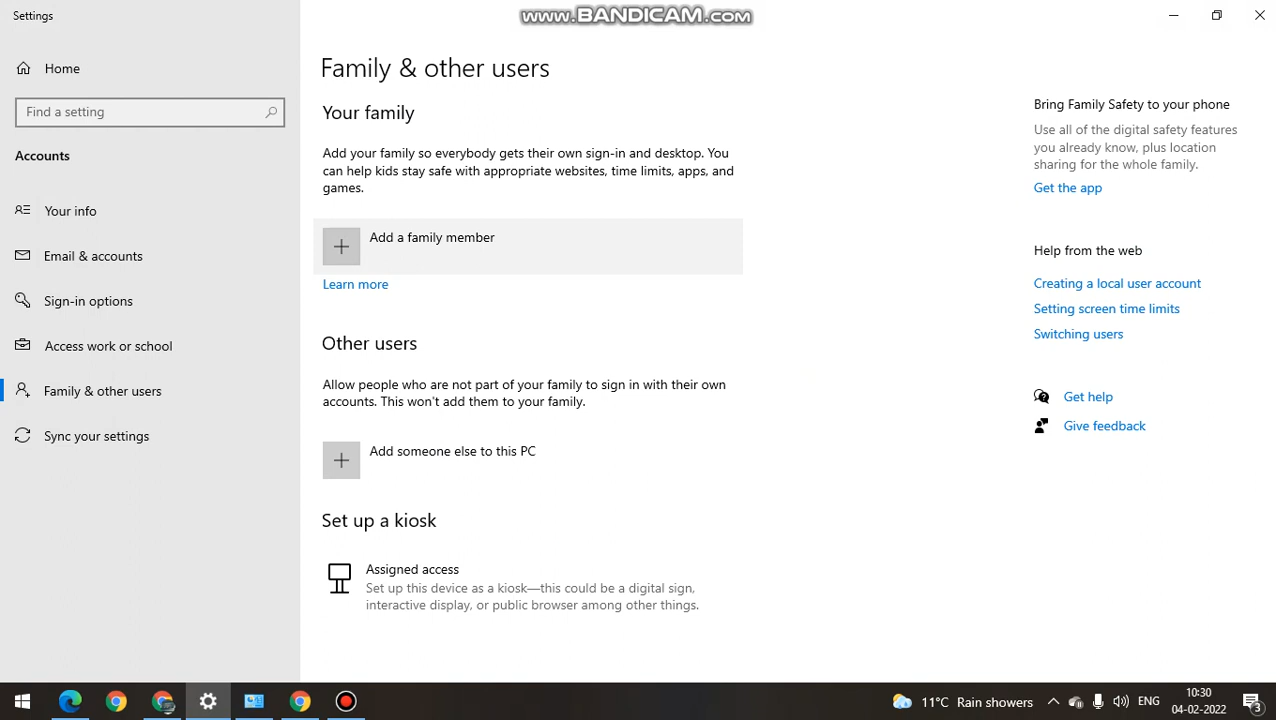 Settings
www.BANDICAM.com
Home
Find a setting
Accounts
Your info
Email & accounts
Sign-in options
Access work or school
Family & other users
Sync your settings
Family & other users
Your family
Add your family so everybody gets their own sign-in and desktop. You
can help kids stay safe with appropriate websites, time limits, apps, and
games.
Add a family member
Learn more
Other users
Allow people who are not part of your family to sign in with their own
accounts. This won't add them to your family.
Add someone else to this PC
Set up a kiosk
Assigned access
Set up this device as a kiosk—this could be a digital sign,
interactive display, or public browser among other things.
Bring Family Safety to your phone
Use all of the digital safety features
you already know, plus location
sharing for the whole family.
Get the app
Help from the web
Creating a local user account
Setting screen time limits
Switching users
Get help
Give feedback
11°C Rain showers
ENG
10:30
04-02-2022
3